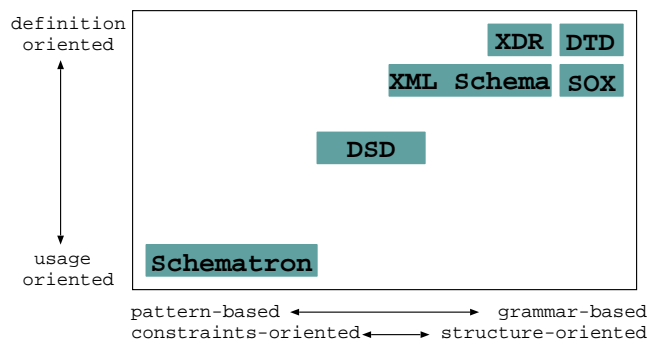 definition
oriented
XDR DTD
XML Schema SOX
DSD
usage
oriented
Schematron
pattern-based grammar-based
constraints-oriented structure-oriented